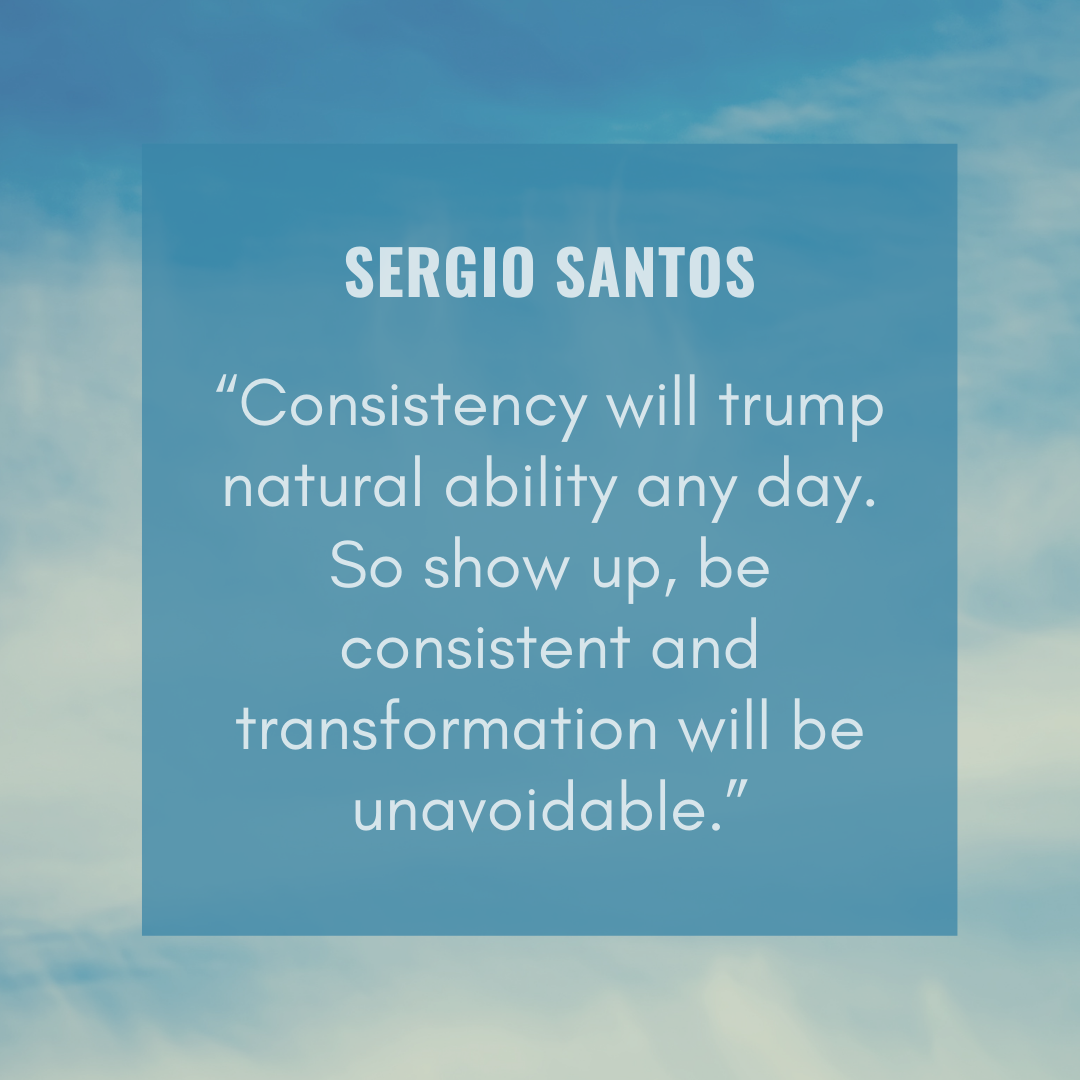 SERGIO SANTOS
“Consistency will trump
natural ability any day.
So show up, be
consistent and
transformation will be
unavoidable.”